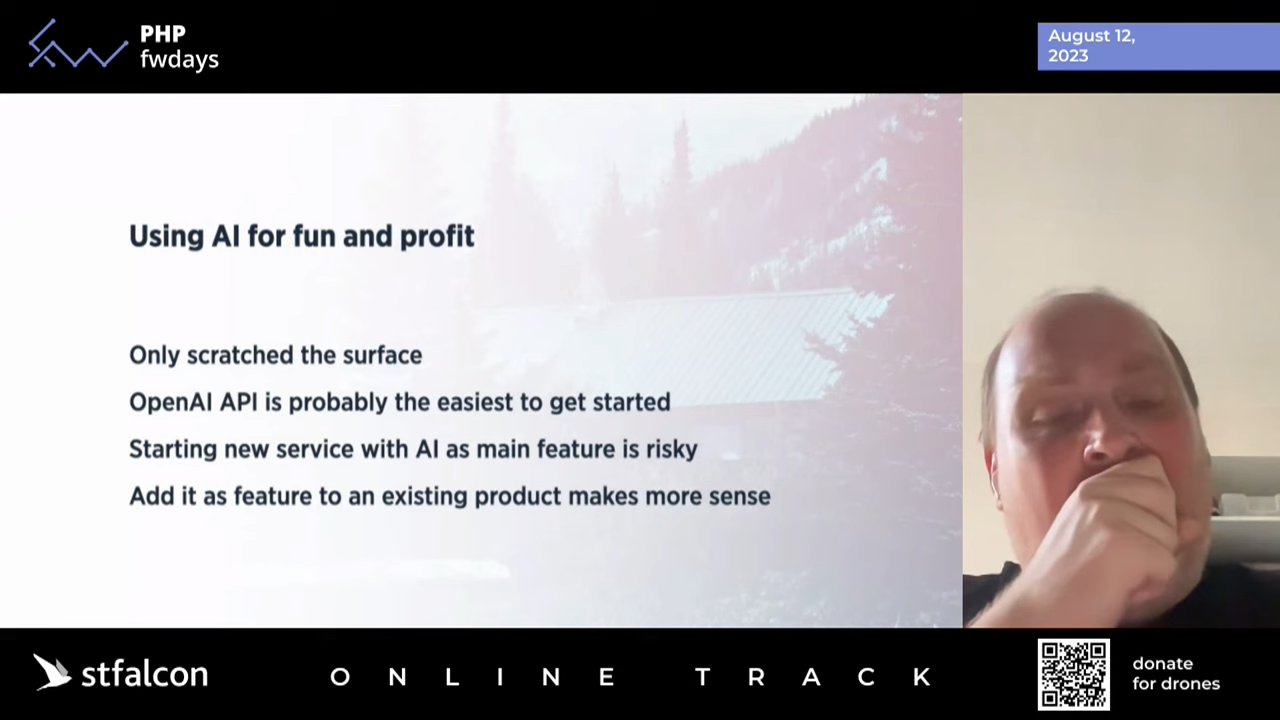 PHP
fwdays
August 12,
2023
Using AI for fun and profit
Only scratched the surface
OpenAI API is probably the easiest to get started
Starting new service with AI as main feature is risky
Add it as feature to an existing product makes more sense
stfalcon
ONLINE TRACK
donate
for drones